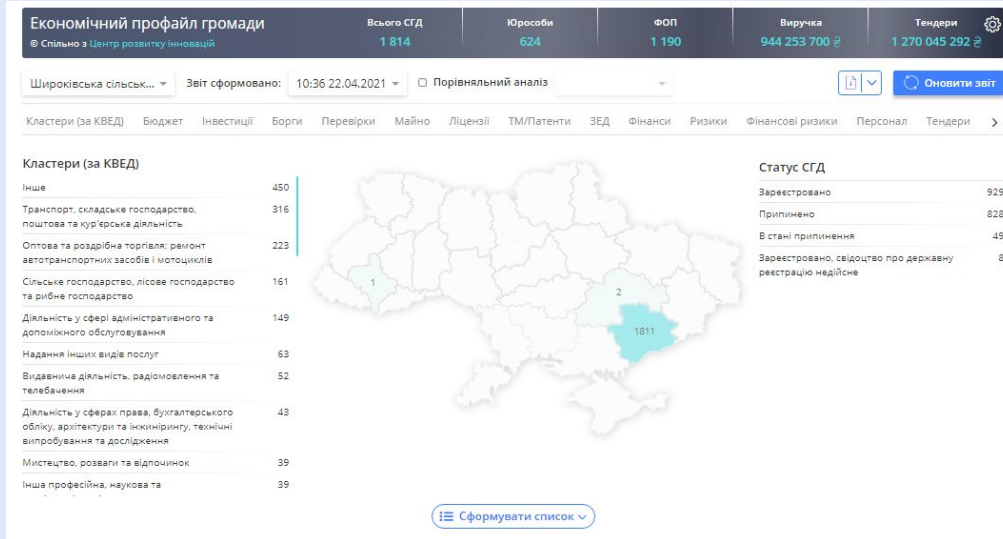 Економічний профайл громади
© Спільно з Центр розвитку інновацій
Всього СГД
1 814
Юрособи
624
ФОП
1 190
Виручка
944 253 700 ₴
Тендери
1 270 045 292 ₴
Широківська сільськ...
Звіт сформовано:
10:36 22.04.2021
Порівняльний аналіз
Оновити звіт
Кластери (за КВЕД) Бюджет Інвестиції Борги Перевірки Майно Ліцензії ТМ/Патенти ЗЕД Фінанси Ризики Фінансові ризики Персонал Тендери
Кластери (за КВЕД)
Інше 450
Транспорт, складське господарство, 316
поштова та кур'єрська діяльність
Оптова та роздрібна торгівля; ремонт 223
автотранспортних засобів і мотоциклів
Сільське господарство, лісове господарство 161
та рибне господарство
Діяльність у сфері адміністративного та 149
допоміжного обслуговування
Надання інших видів послуг 63
Видавнича діяльність, радіомовлення та 52
телебачення
Діяльність у сферах права, бухгалтерського 43
обліку, архітектури та інжинірингу, технічні
випробування та дослідження
Мистецтво, розваги та відпочинок 39
Інша професійна, наукова та 39
1
2
1811
Статус СГД
Зареєстровано 929
Припинено 828
В стані припинення 49
Зареєстровано, свідоцтво про державну 8
реєстрацію недійсне
Сформувати список